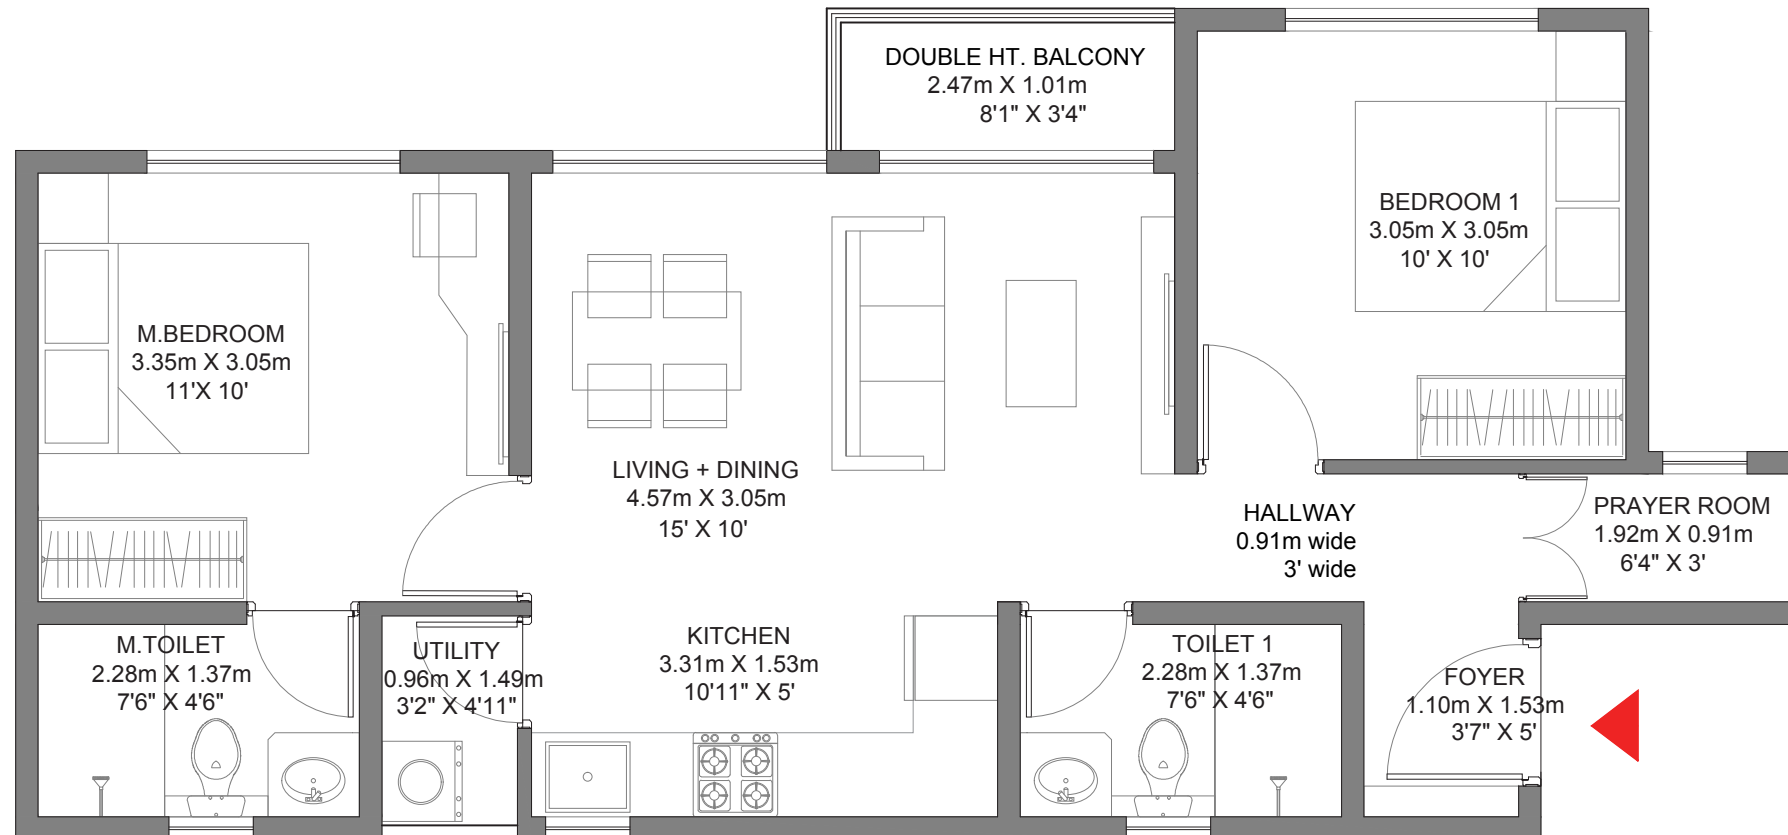 DOUBLE HT. BALCONY
2.47m X 1.01m
8'1" X 3'4"
BEDROOM 1
3.05m X 3.05m
10' X 10'
M.BEDROOM
3.35m X 3.05m
11'X 10'
LIVING + DINING
4.57m X 3.05m
15' X 10'
HALLWAY
0.91m wide
3' wide
PRAYER ROOM
1.92m X 0.91m
6'4" X 3'
M.TOILET
2.28m X 1.37m
7'6" X 4'6"
UTILITY
0.96m X 1.49m
3'2" X 4'11"
KITCHEN
3.31m X 1.53m
10'11" X 5'
TOILET 1
2.28m X 1.37m
7'6" X 4'6"
FOYER
1.10m X 1.53m
3'7" X 5'